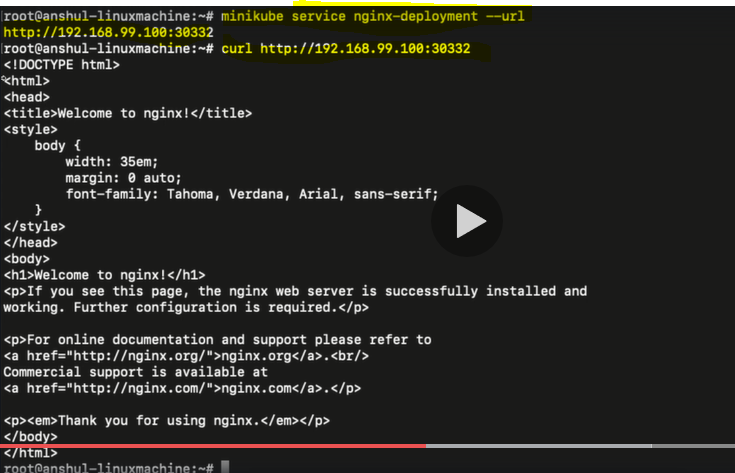 root@anshul-linuxmachine:~# minikube service nginx-deployment --url
http://192.168.99.100:30332
root@anshul-linuxmachine:~# curl http://192.168.99.100:30332
<!DOCTYPE html>
<html>
<head>
<title>Welcome to nginx!</title>
<style>
    body {
        width: 35em;
        margin: 0 auto;
        font-family: Tahoma, Verdana, Arial, sans-serif;
    }
</style>
</head>
<body>
<h1>Welcome to nginx!</h1>
<p>If you see this page, the nginx web server is successfully installed and
working. Further configuration is required.</p>

<p>For online documentation and support please refer to
<a href="http://nginx.org/">nginx.org</a>.<br/>
Commercial support is available at
<a href="http://nginx.com/">nginx.com</a>.</p>

<p><em>Thank you for using nginx.</em></p>
</body>
</html>
root@anshul-linuxmachine:~#